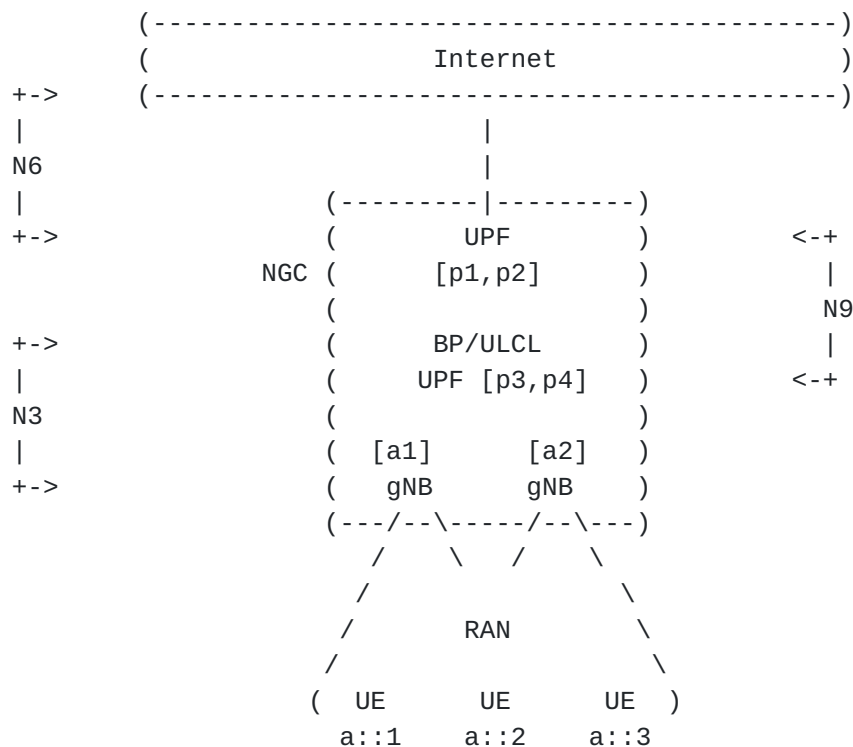 (--------------------------------------------)
( Internet )
+-> (--------------------------------------------)
| |
N6 |
| (---------|---------)
+-> ( UPF ) <-+
NGC ( [p1,p2] ) |
( ) N9
+-> ( BP/ULCL ) |
| ( UPF [p3,p4] ) <-+
N3 ( )
| ( [a1] [a2] )
+-> ( gNB gNB )
(---/--\-----/--\---)
/ \ / \
/ \
/ RAN \
/ \
( UE UE UE )
a::1 a::2 a::3